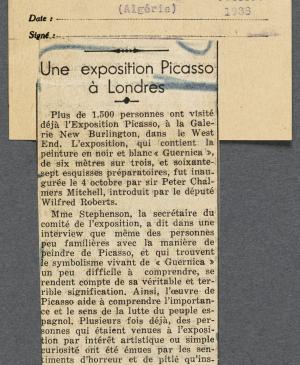 (Algérie)
Date :
1938
Signé :
Une exposition Picasso
à Londres
Plus de 1.500 personnes ont visité
déjà l'Exposition Picasso, à la Gale-
rie New Burlington, dans le West
End. L'exposition, qui contient la
peinture en noir et blanc « Guernica »,
de six mètres sur trois, et soixante-
sept esquisses préparatoires, fut inau-
gurée le 4 octobre par sir Peter Chal-
mers Mitchell, introduit par le député
Wilfred Roberts.
Mme Stephenson, la secrétaire du
comité de l'exposition, a dit dans une
interview que même des personnes
peu familières avec la manière de
peindre de Picasso, et qui trouvent
le symbolisme vivant de « Guernica »
un peu difficile à comprendre, se
rendent compte de sa véritable et ter-
rible signification. Ainsi, l'œuvre de
Picasso aide à comprendre l'importan-
ce et le sens de la lutte du peuple es-
pagnol. Plusieurs fois déjà, des per-
sonnes qui étaient venues à l'exposi-
tion par intérêt artistique ou simple
curiosité ont été émues par les sen-
timents d'horreur et de pitié qu'ins-